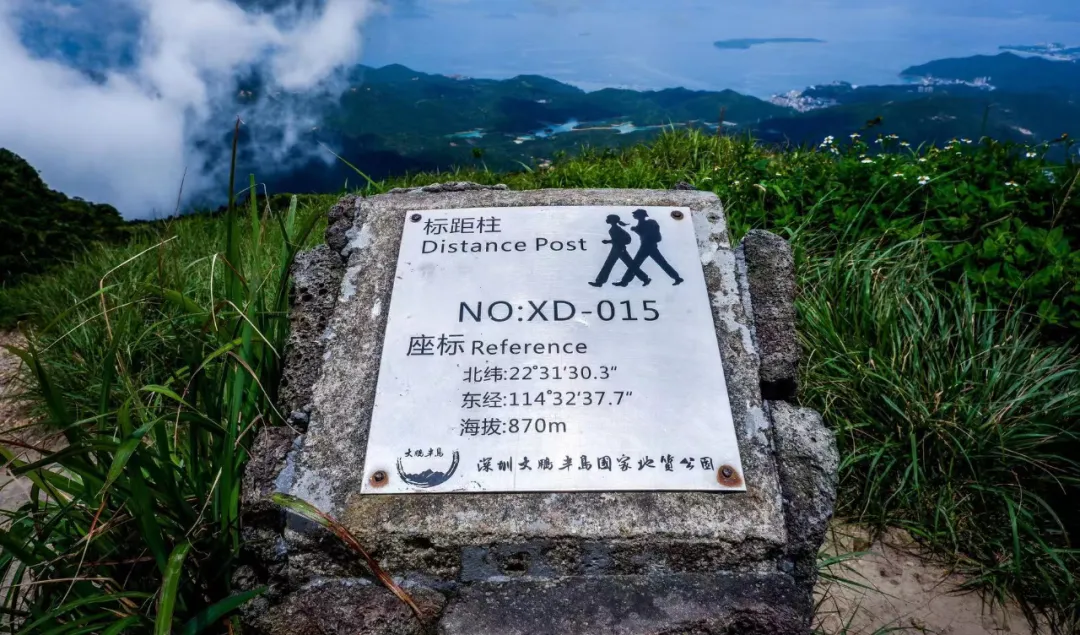 标距柱
Distance Post
NO:XD-015
座标 Reference
北纬:22°31'30.3"
东经:114°32'37.7"
海拔:870m
大鹏半岛
深圳大鹏半岛国家地质公园